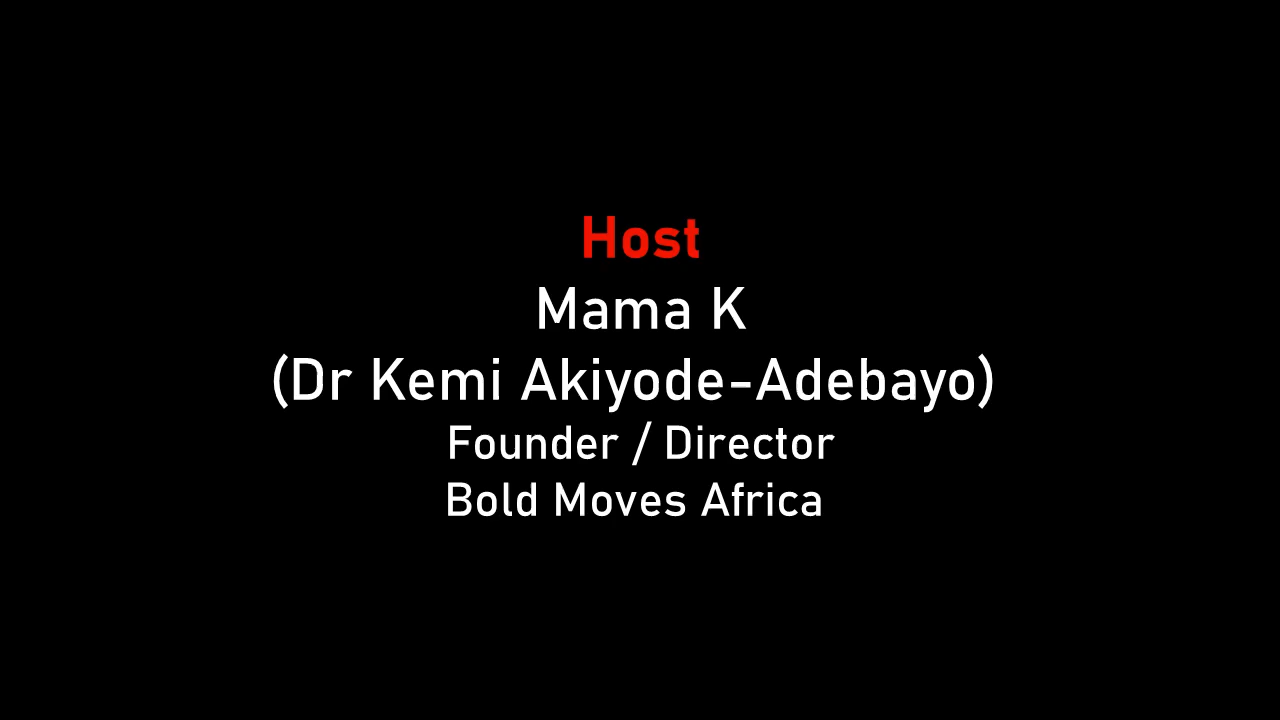 Host
Mama K
(Dr Kemi Akiyode-Adebayo)
Founder / Director
Bold Moves Africa